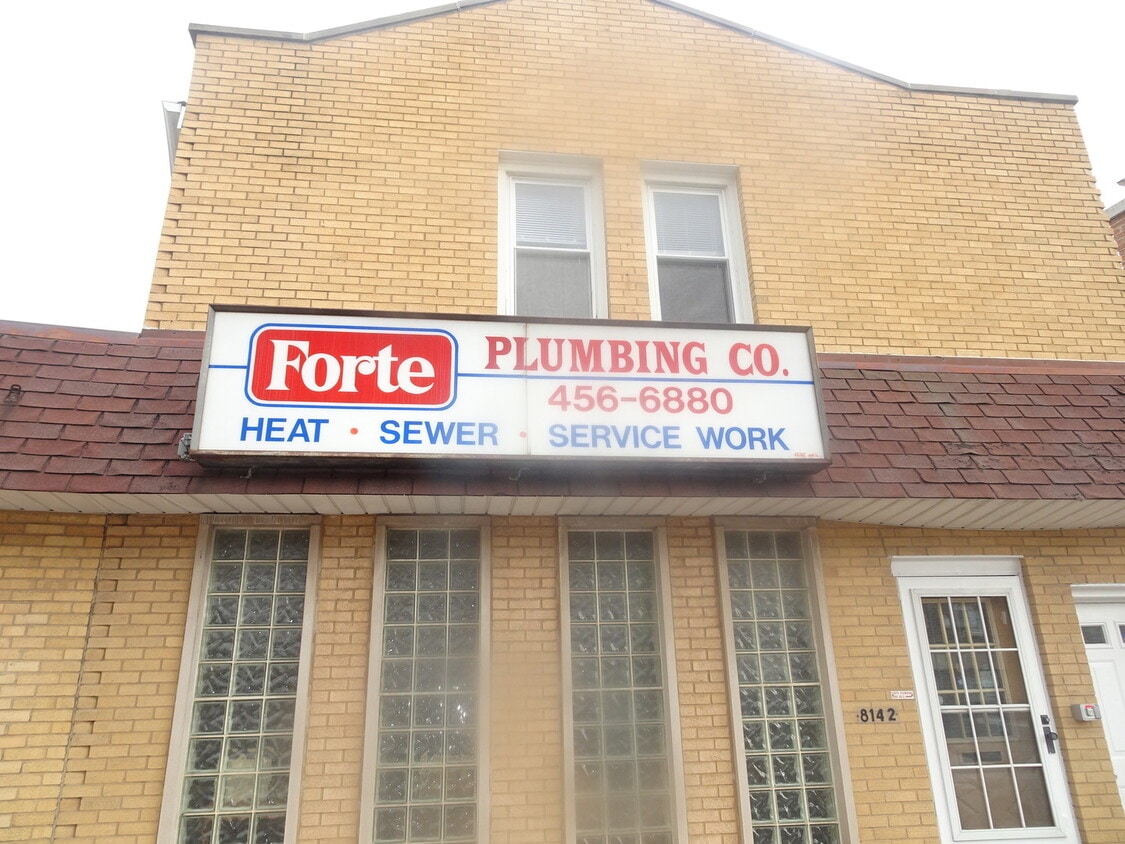 Forte PLUMBING CO.
456-6880
HEAT • SEWER • SERVICE WORK
8142